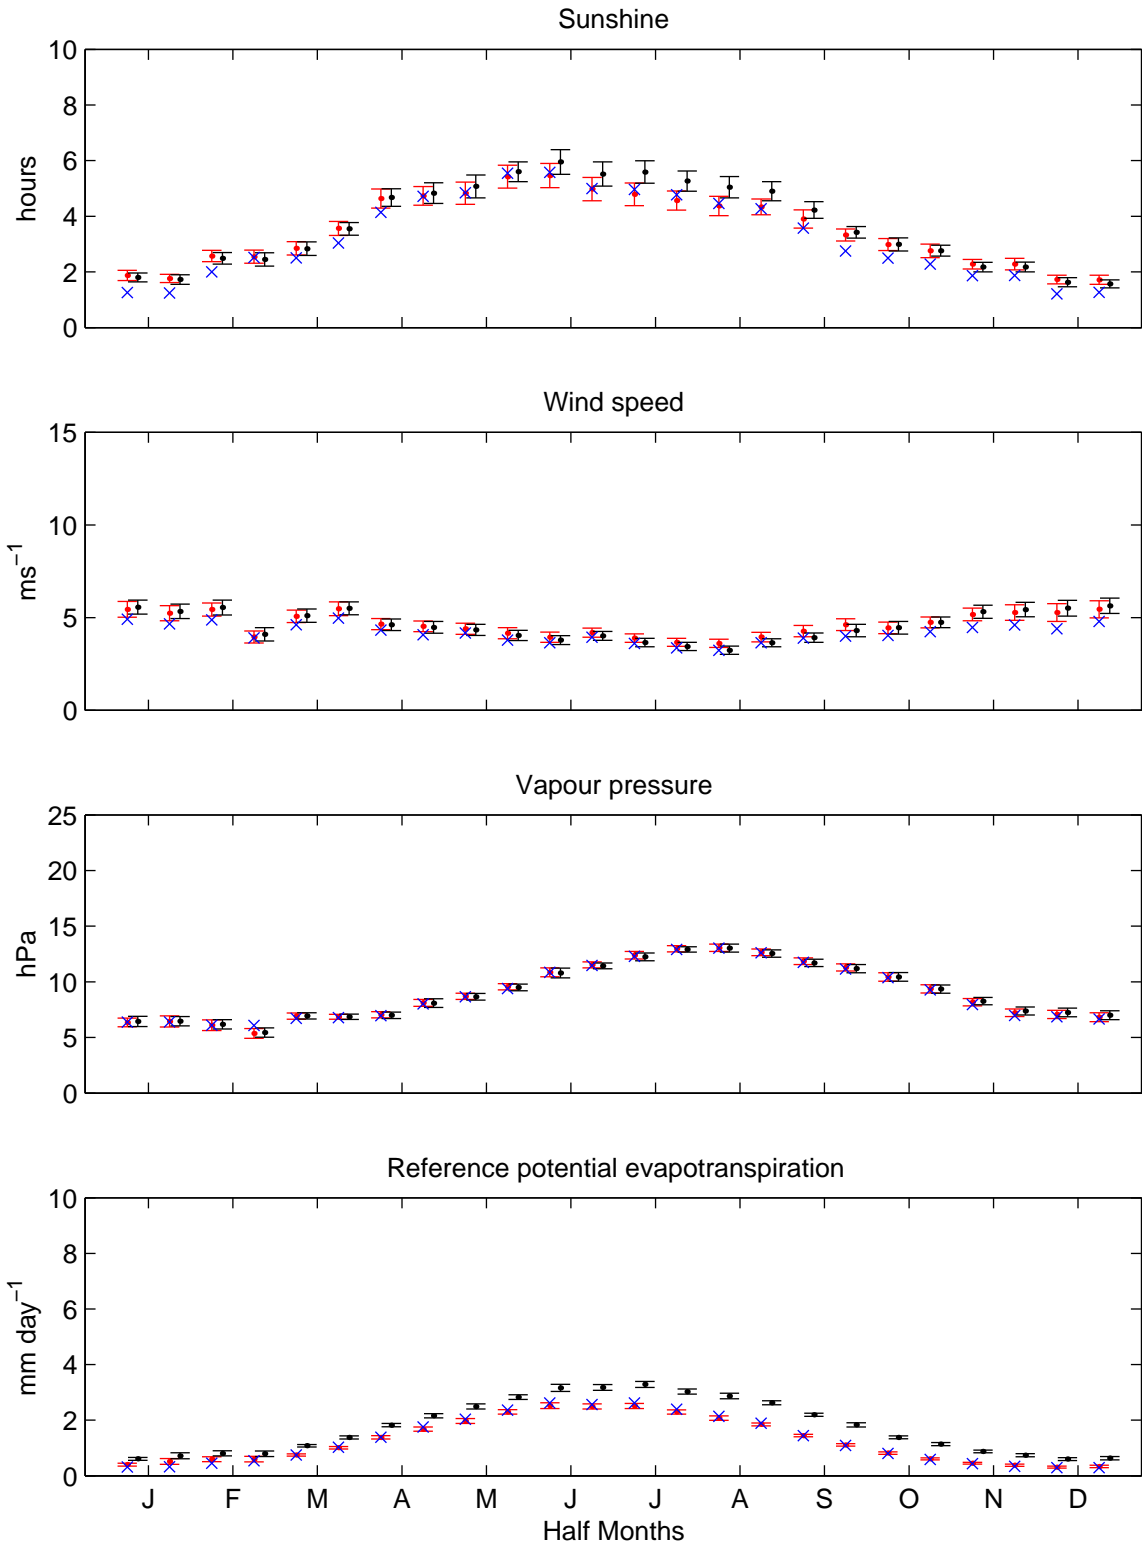 Sunshine
10
8
6
4
2
0
hours
Wind speed
15
10
5
0
ms⁻¹
Vapour pressure
25
20
15
10
5
0
hPa
Reference potential evapotranspiration
10
8
6
4
2
0
mm day⁻¹
J F M A M J J A S O N D
Half Months